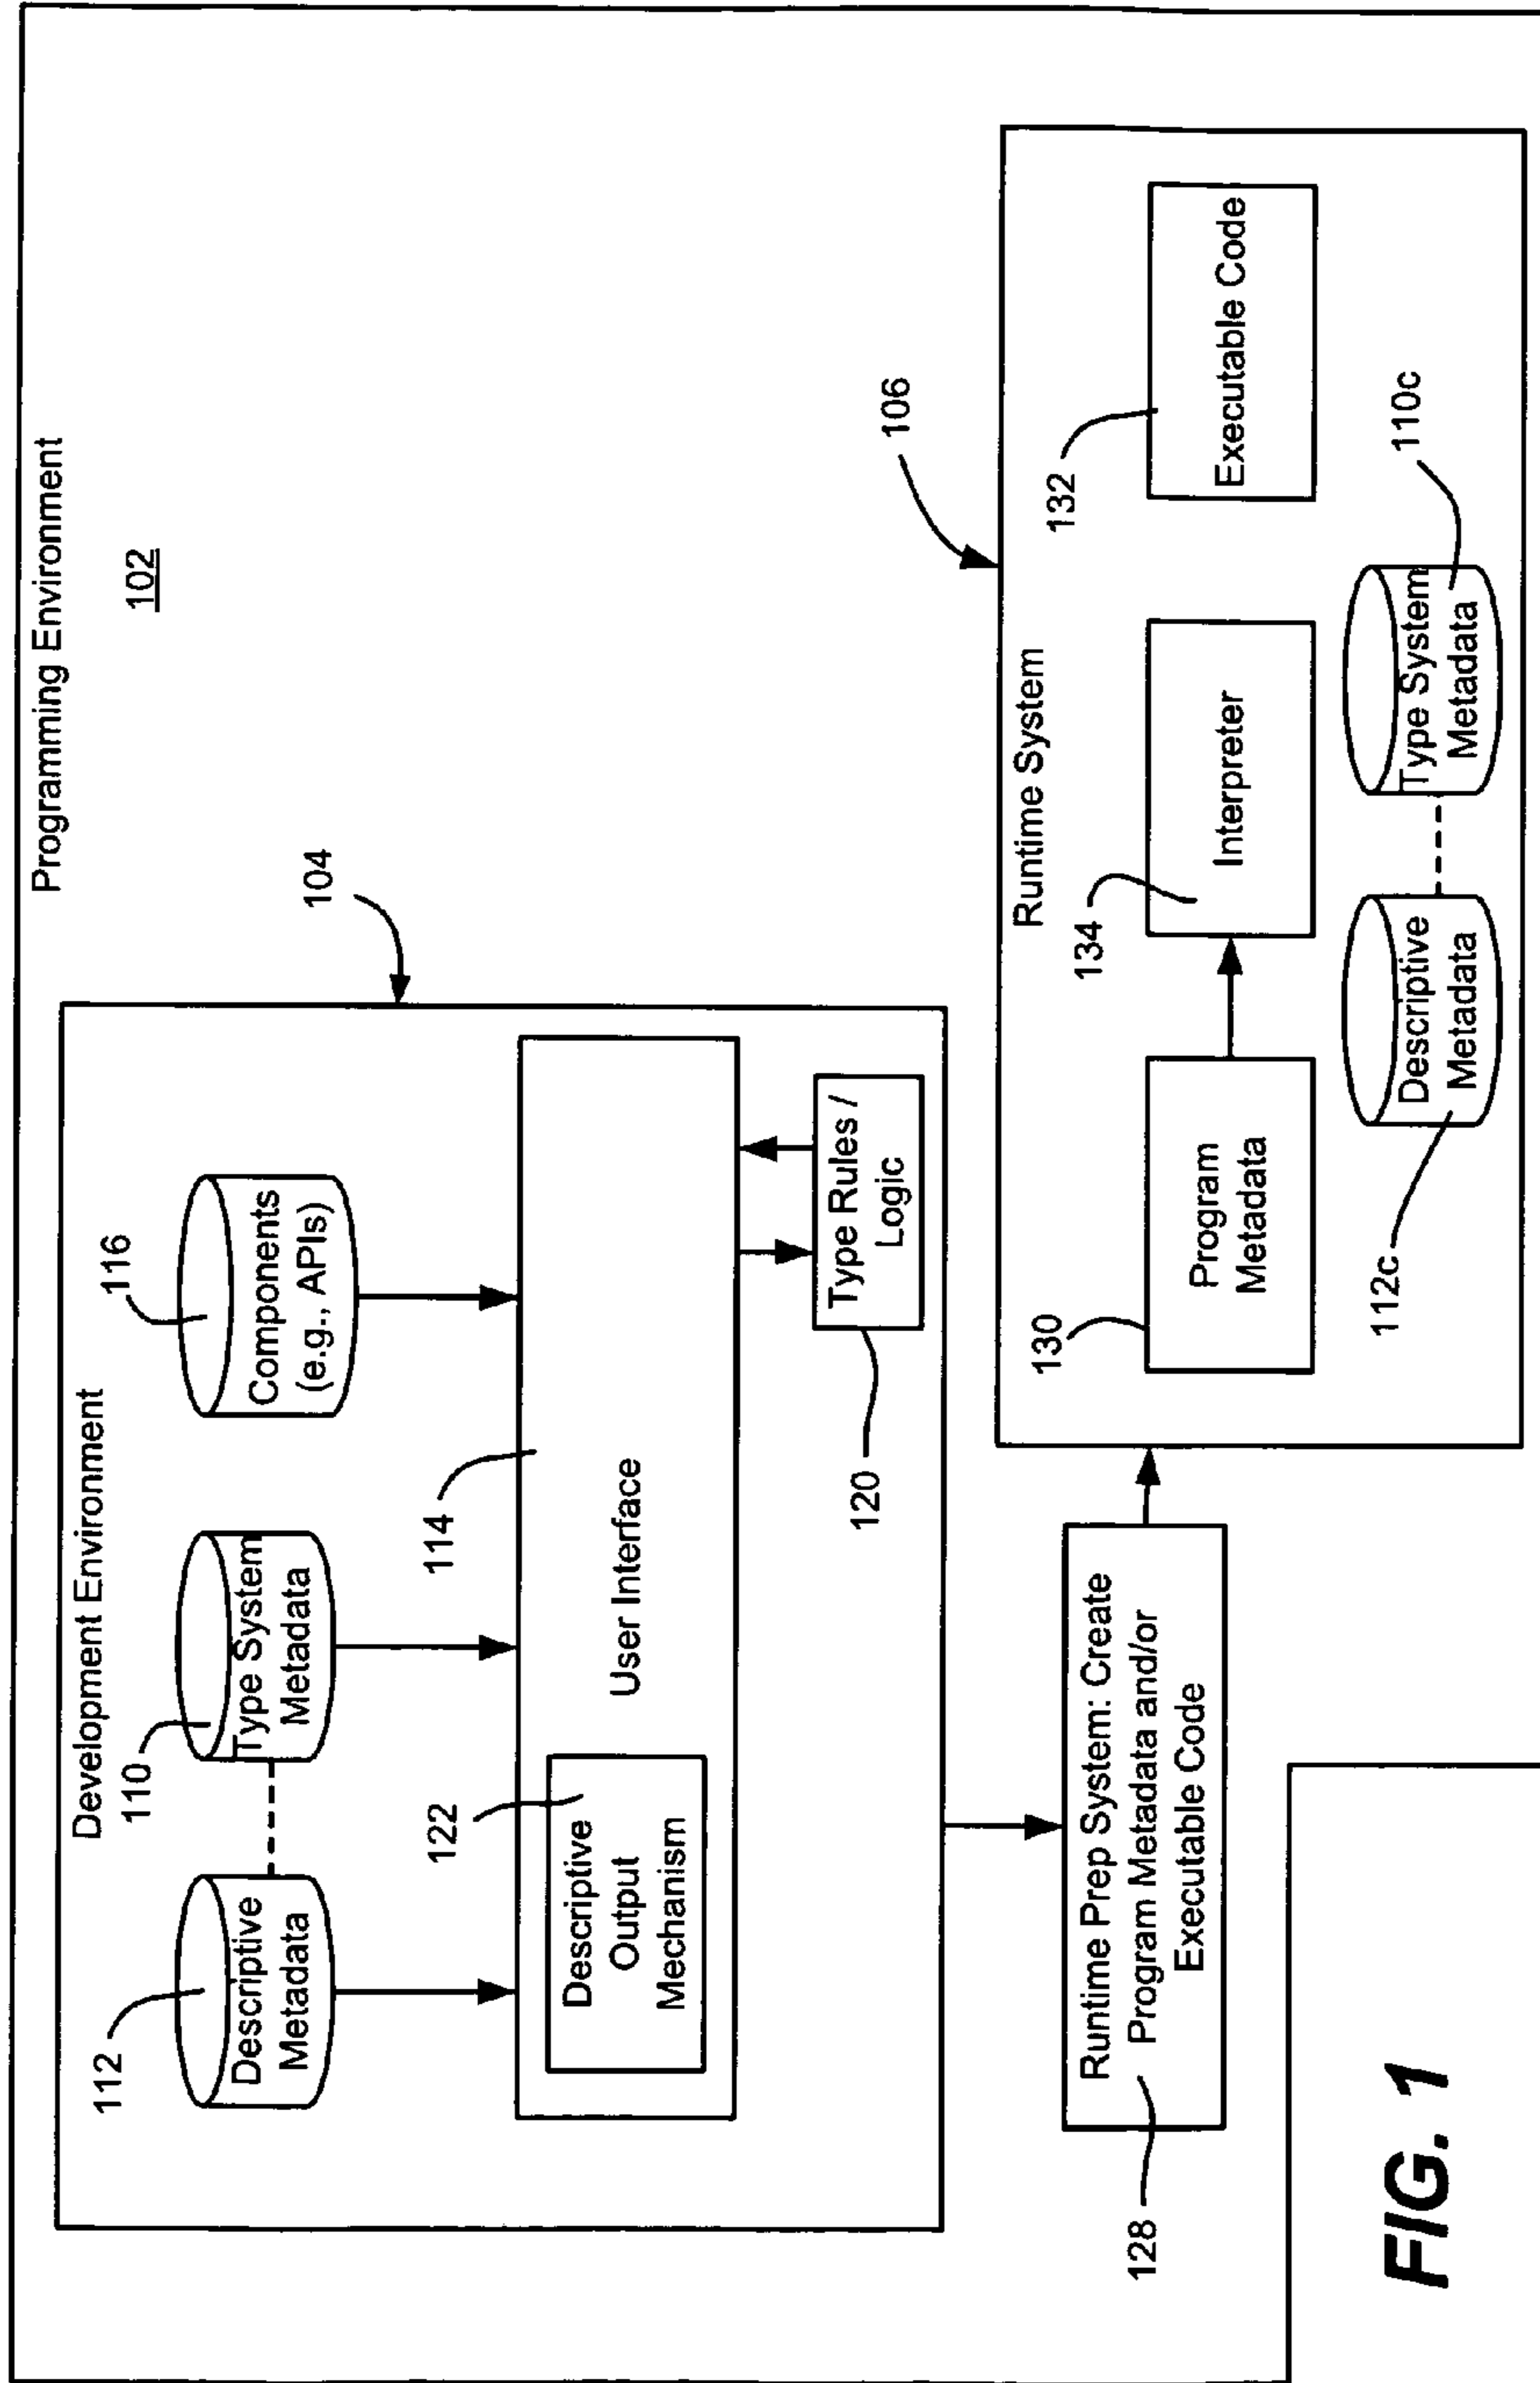 Programming Environment
102
Development Environment
104
112
Descriptive
Metadata
110
Type System
Metadata
116
Components
(e.g., APIs)
114
User Interface
122
Descriptive
Output
Mechanism
120
Type Rules /
Logic
Runtime Prep System: Create
Program Metadata and/or
Executable Code
128
106
Runtime System
130
Program
Metadata
134
Interpreter
132
Executable Code
Descriptive
Metadata
112c
Type System
Metadata
110c
FIG. 1